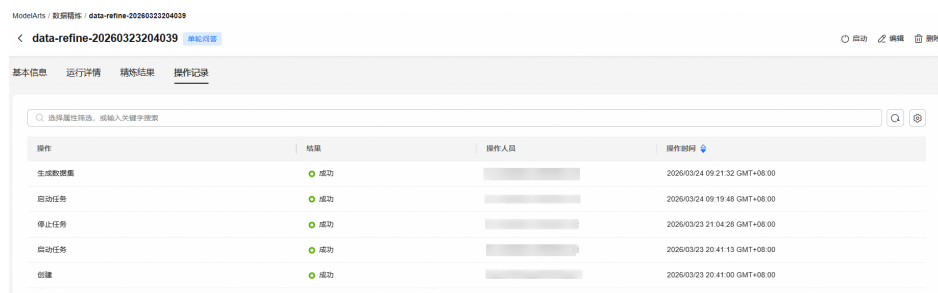 ModelArts / 数据精炼 / data-refine-20260323204039
data-refine-20260323204039 单轮问答 启动 编辑 删除
基本信息 运行详情 精炼结果 操作记录
选择属性筛选，或输入关键字搜索
操作 结果 操作人员 操作时间
生成数据集 成功 2026/03/24 09:21:32 GMT+08:00
启动任务 成功 2026/03/24 09:19:48 GMT+08:00
停止任务 成功 2026/03/23 21:04:28 GMT+08:00
启动任务 成功 2026/03/23 20:41:13 GMT+08:00
创建 成功 2026/03/23 20:41:00 GMT+08:00